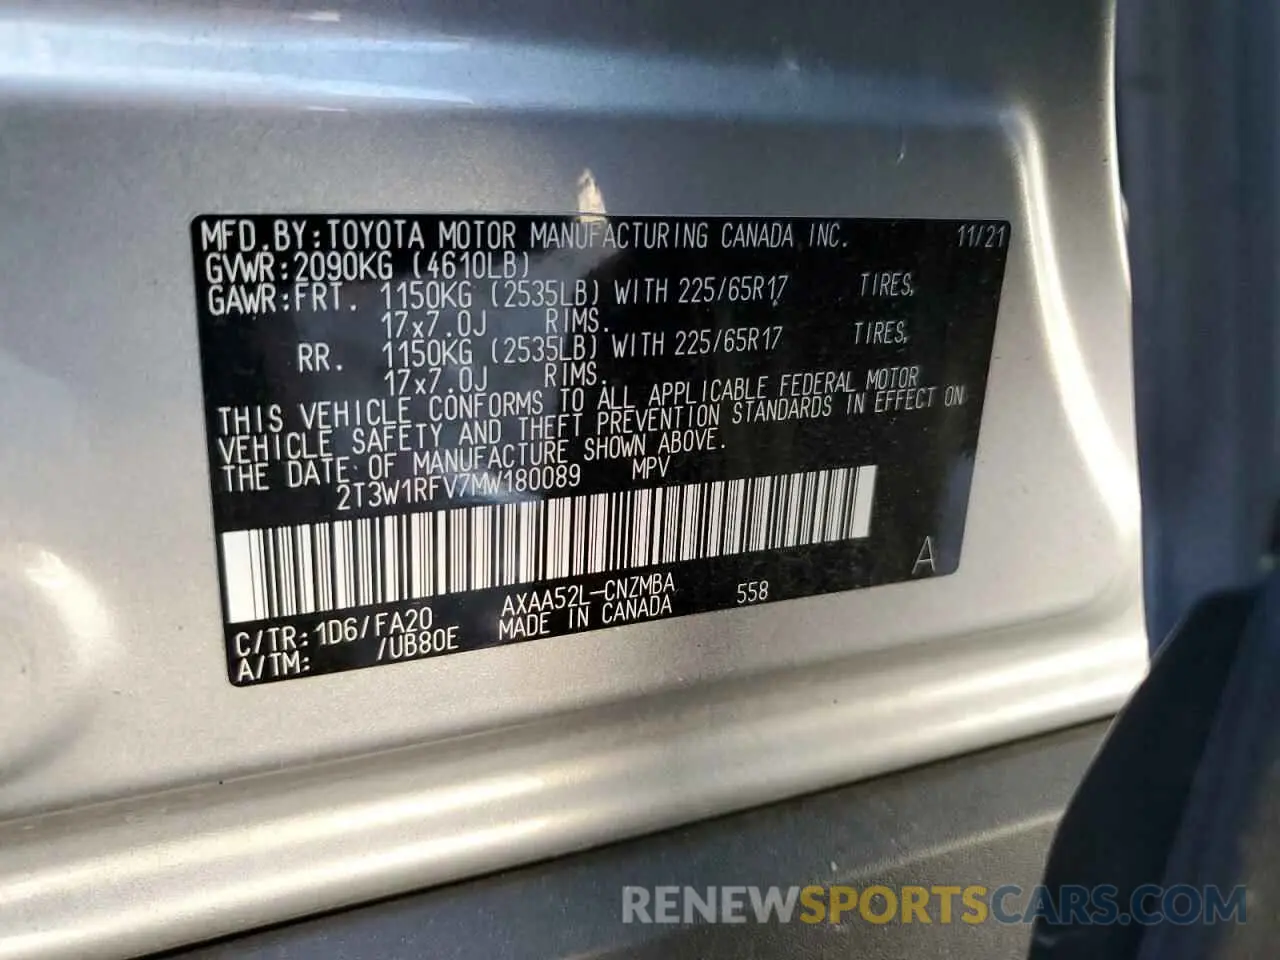 MFD.BY:TOYOTA MOTOR MANUFACTURING CANADA INC. 11/21
GVWR:2090KG (4610LB)
GAWR:FRT. 1150KG (2535LB) WITH 225/65R17 TIRES,
17x7.0J RIMS.
RR. 1150KG (2535LB) WITH 225/65R17 TIRES,
17x7.0J RIMS.
THIS VEHICLE CONFORMS TO ALL APPLICABLE FEDERAL MOTOR
VEHICLE SAFETY AND THEFT PREVENTION STANDARDS IN EFFECT ON
THE DATE OF MANUFACTURE SHOWN ABOVE.
2T3W1RFV7MW180089 MPV
A
C/TR:1D6/FA20 AXAA52L-CNZMBA 558
A/TM: /UB80E MADE IN CANADA
RENEWSPORTSCARS.COM